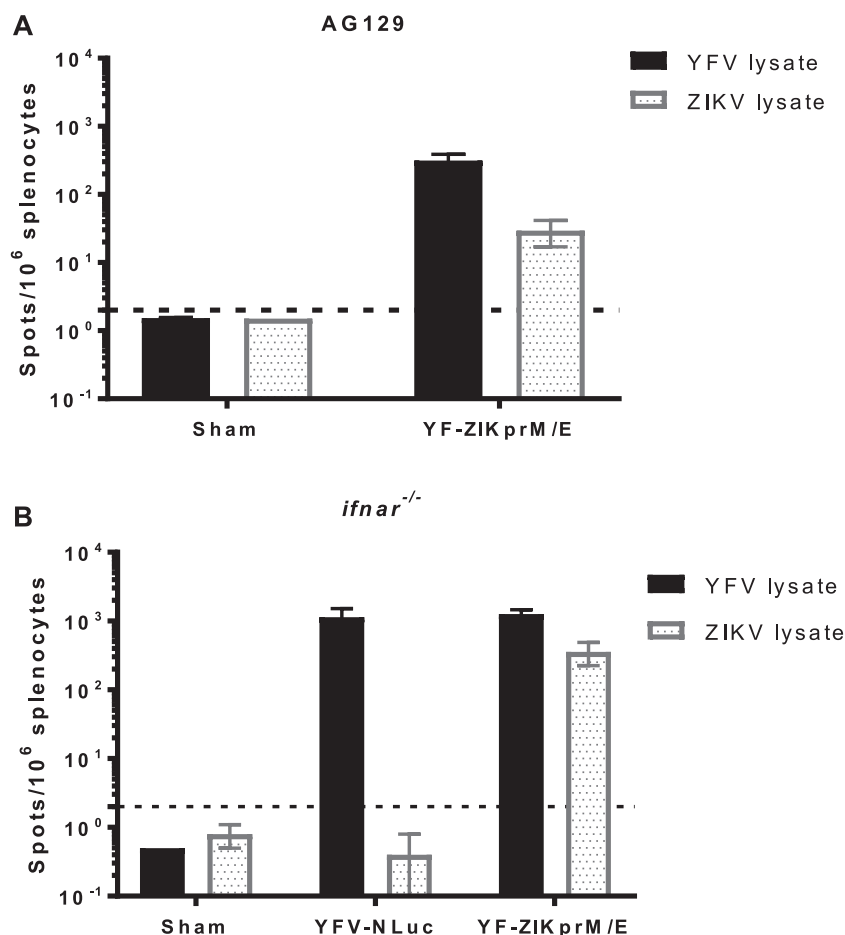 A
AG129
Spots/10^6 splenocytes
10^4
10^3
10^2
10^1
10^0
10^-1
Sham YF-ZIKprM/E
YFV lysate
ZIKV lysate
B
ifnar^-/-
Spots/10^6 splenocytes
10^4
10^3
10^2
10^1
10^0
10^-1
Sham YFV-NLuc YF-ZIKprM/E
YFV lysate
ZIKV lysate